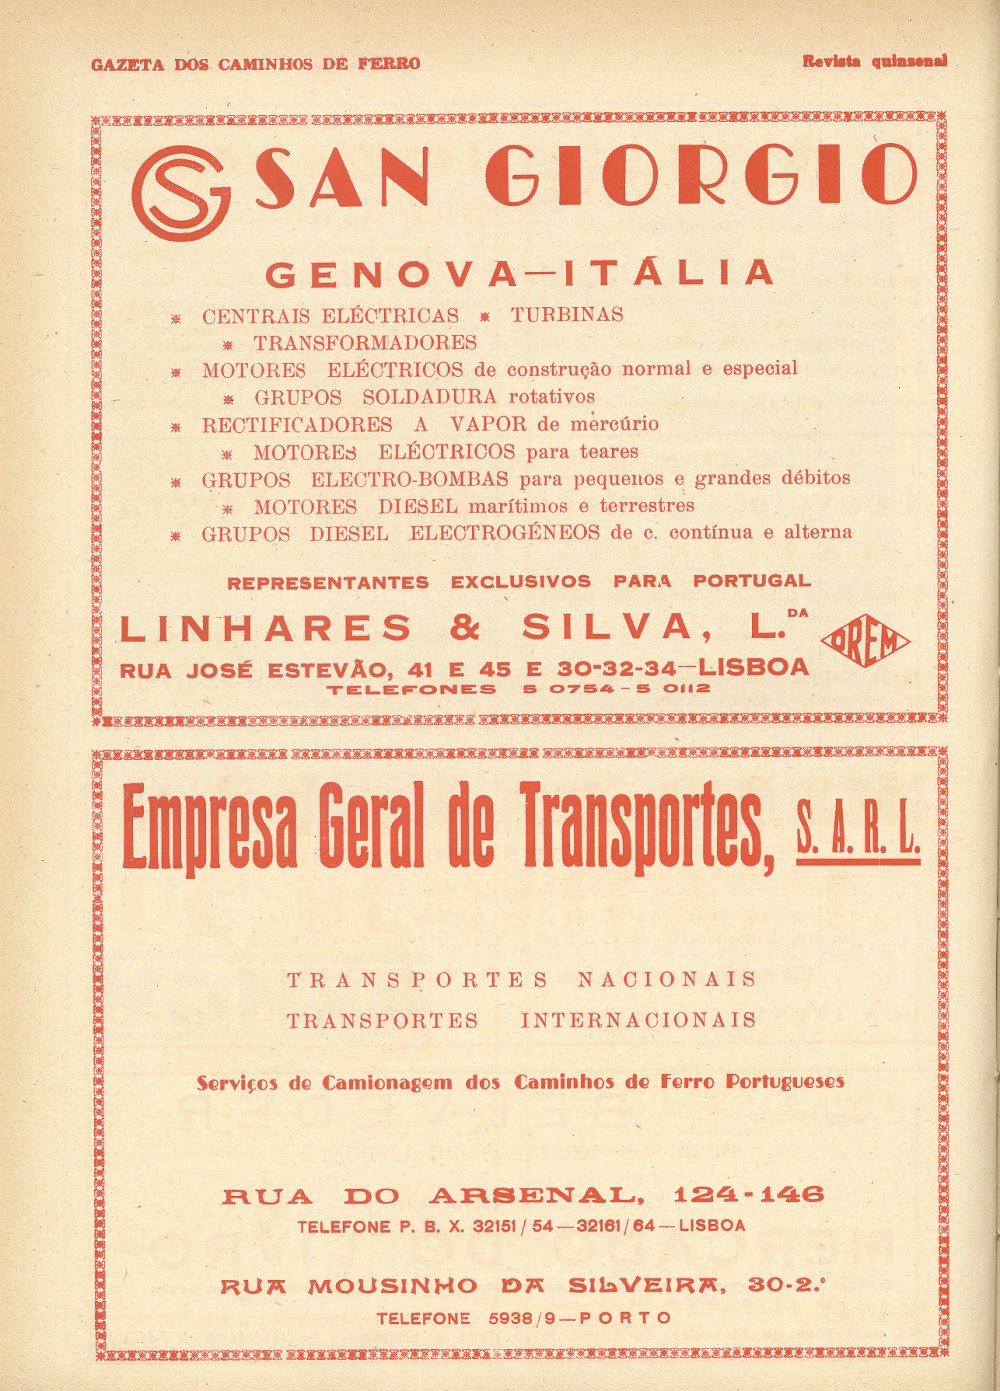 GAZETA DOS CAMINHOS DE FERRO
Revista quinzenal
SG SAN GIORGIO
GENOVA—ITÁLIA
* CENTRAIS ELÉCTRICAS * TURBINAS
* TRANSFORMADORES
* MOTORES ELÉCTRICOS de construção normal e especial
* GRUPOS SOLDADURA rotativos
* RECTIFICADORES A VAPOR de mercúrio
* MOTORES ELÉCTRICOS para teares
* GRUPOS ELECTRO-BOMBAS para pequenos e grandes débitos
* MOTORES DIESEL marítimos e terrestres
* GRUPOS DIESEL ELECTROGÉNEOS de c. contínua e alterna
REPRESENTANTES EXCLUSIVOS PARA PORTUGAL
LINHARES & SILVA, L.DA
OREM
RUA JOSÉ ESTEVÃO, 41 E 45 E 30-32-34—LISBOA
TELEFONES 5 0754-5 0112
Empresa Geral de Transportes, S. A. R. L.
TRANSPORTES NACIONAIS
TRANSPORTES INTERNACIONAIS
Serviços de Camionagem dos Caminhos de Ferro Portugueses
RUA DO ARSENAL, 124-146
TELEFONE P. B. X. 32151/54—32161/64—LISBOA
RUA MOUSINHO DA SILVEIRA, 30-2.º
TELEFONE 5938/9—PORTO